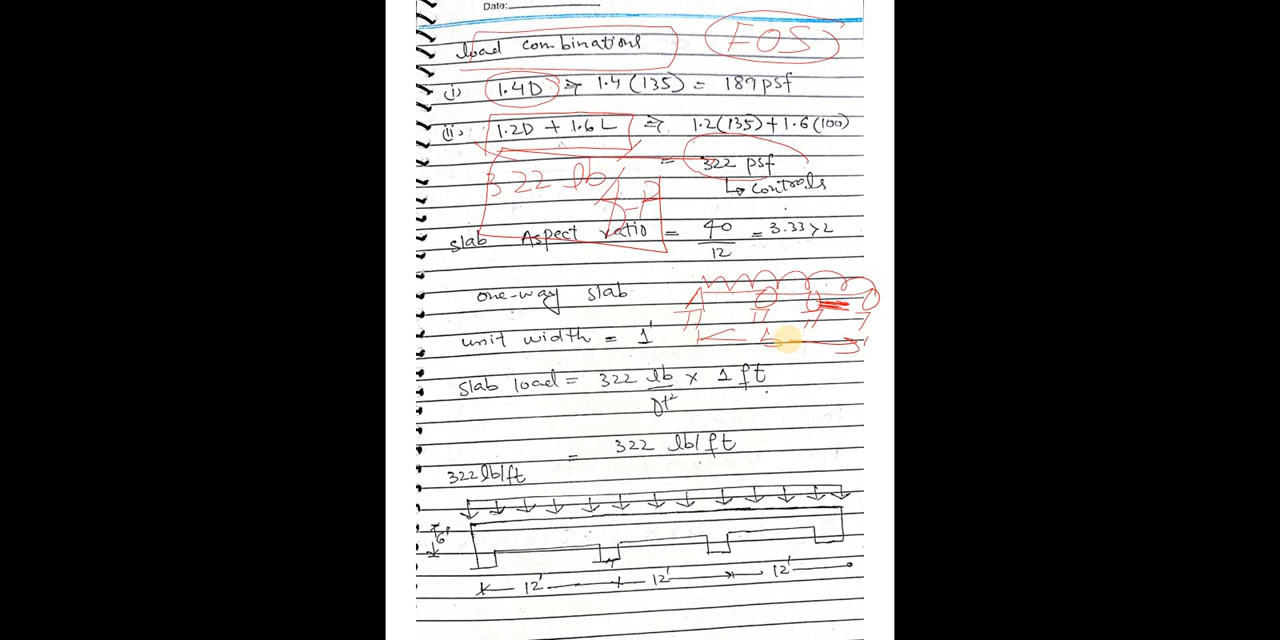 Date:
load combinations
FOS
(i) 1.4D ⇒ 1.4 (135) = 189 psf
(ii) 1.2D + 1.6L ⇒ 1.2(135) + 1.6(100)
= 322 psf
322 lb/
↳ controls
slab Aspect ratio = 40/12 = 3.33 > 2
one-way slab
unit width = 1'
slab load = 322 lb/ft² × 1 ft
= 322 lb/ft
322 lb/ft
6"
12' 12' 12'